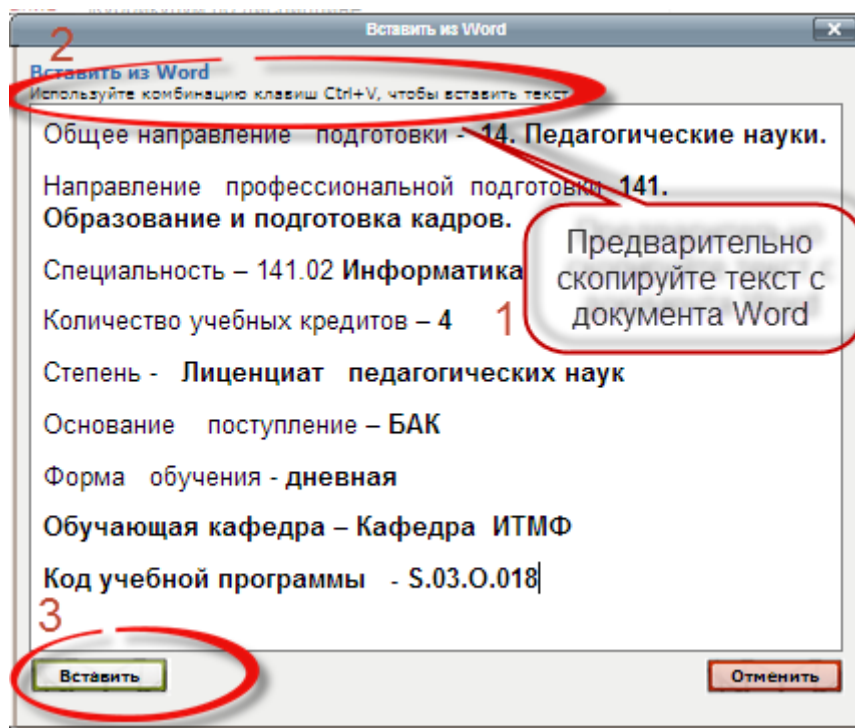 Вставить из Word
2
Вставить из Word
Используйте комбинацию клавиш Ctrl+V, чтобы вставить текст
Общее направление подготовки - 14. Педагогические науки.
Направление профессиональной подготовки 141.
Образование и подготовка кадров.
Специальность – 141.02 Информатика
Количество учебных кредитов – 4
1
Предварительно
скопируйте текст с
документа Word
Степень - Лиценциат педагогических наук
Основание поступление – БАК
Форма обучения - дневная
Обучающая кафедра – Кафедра ИТМФ
Код учебной программы - S.03.O.018
3
Вставить
Отменить